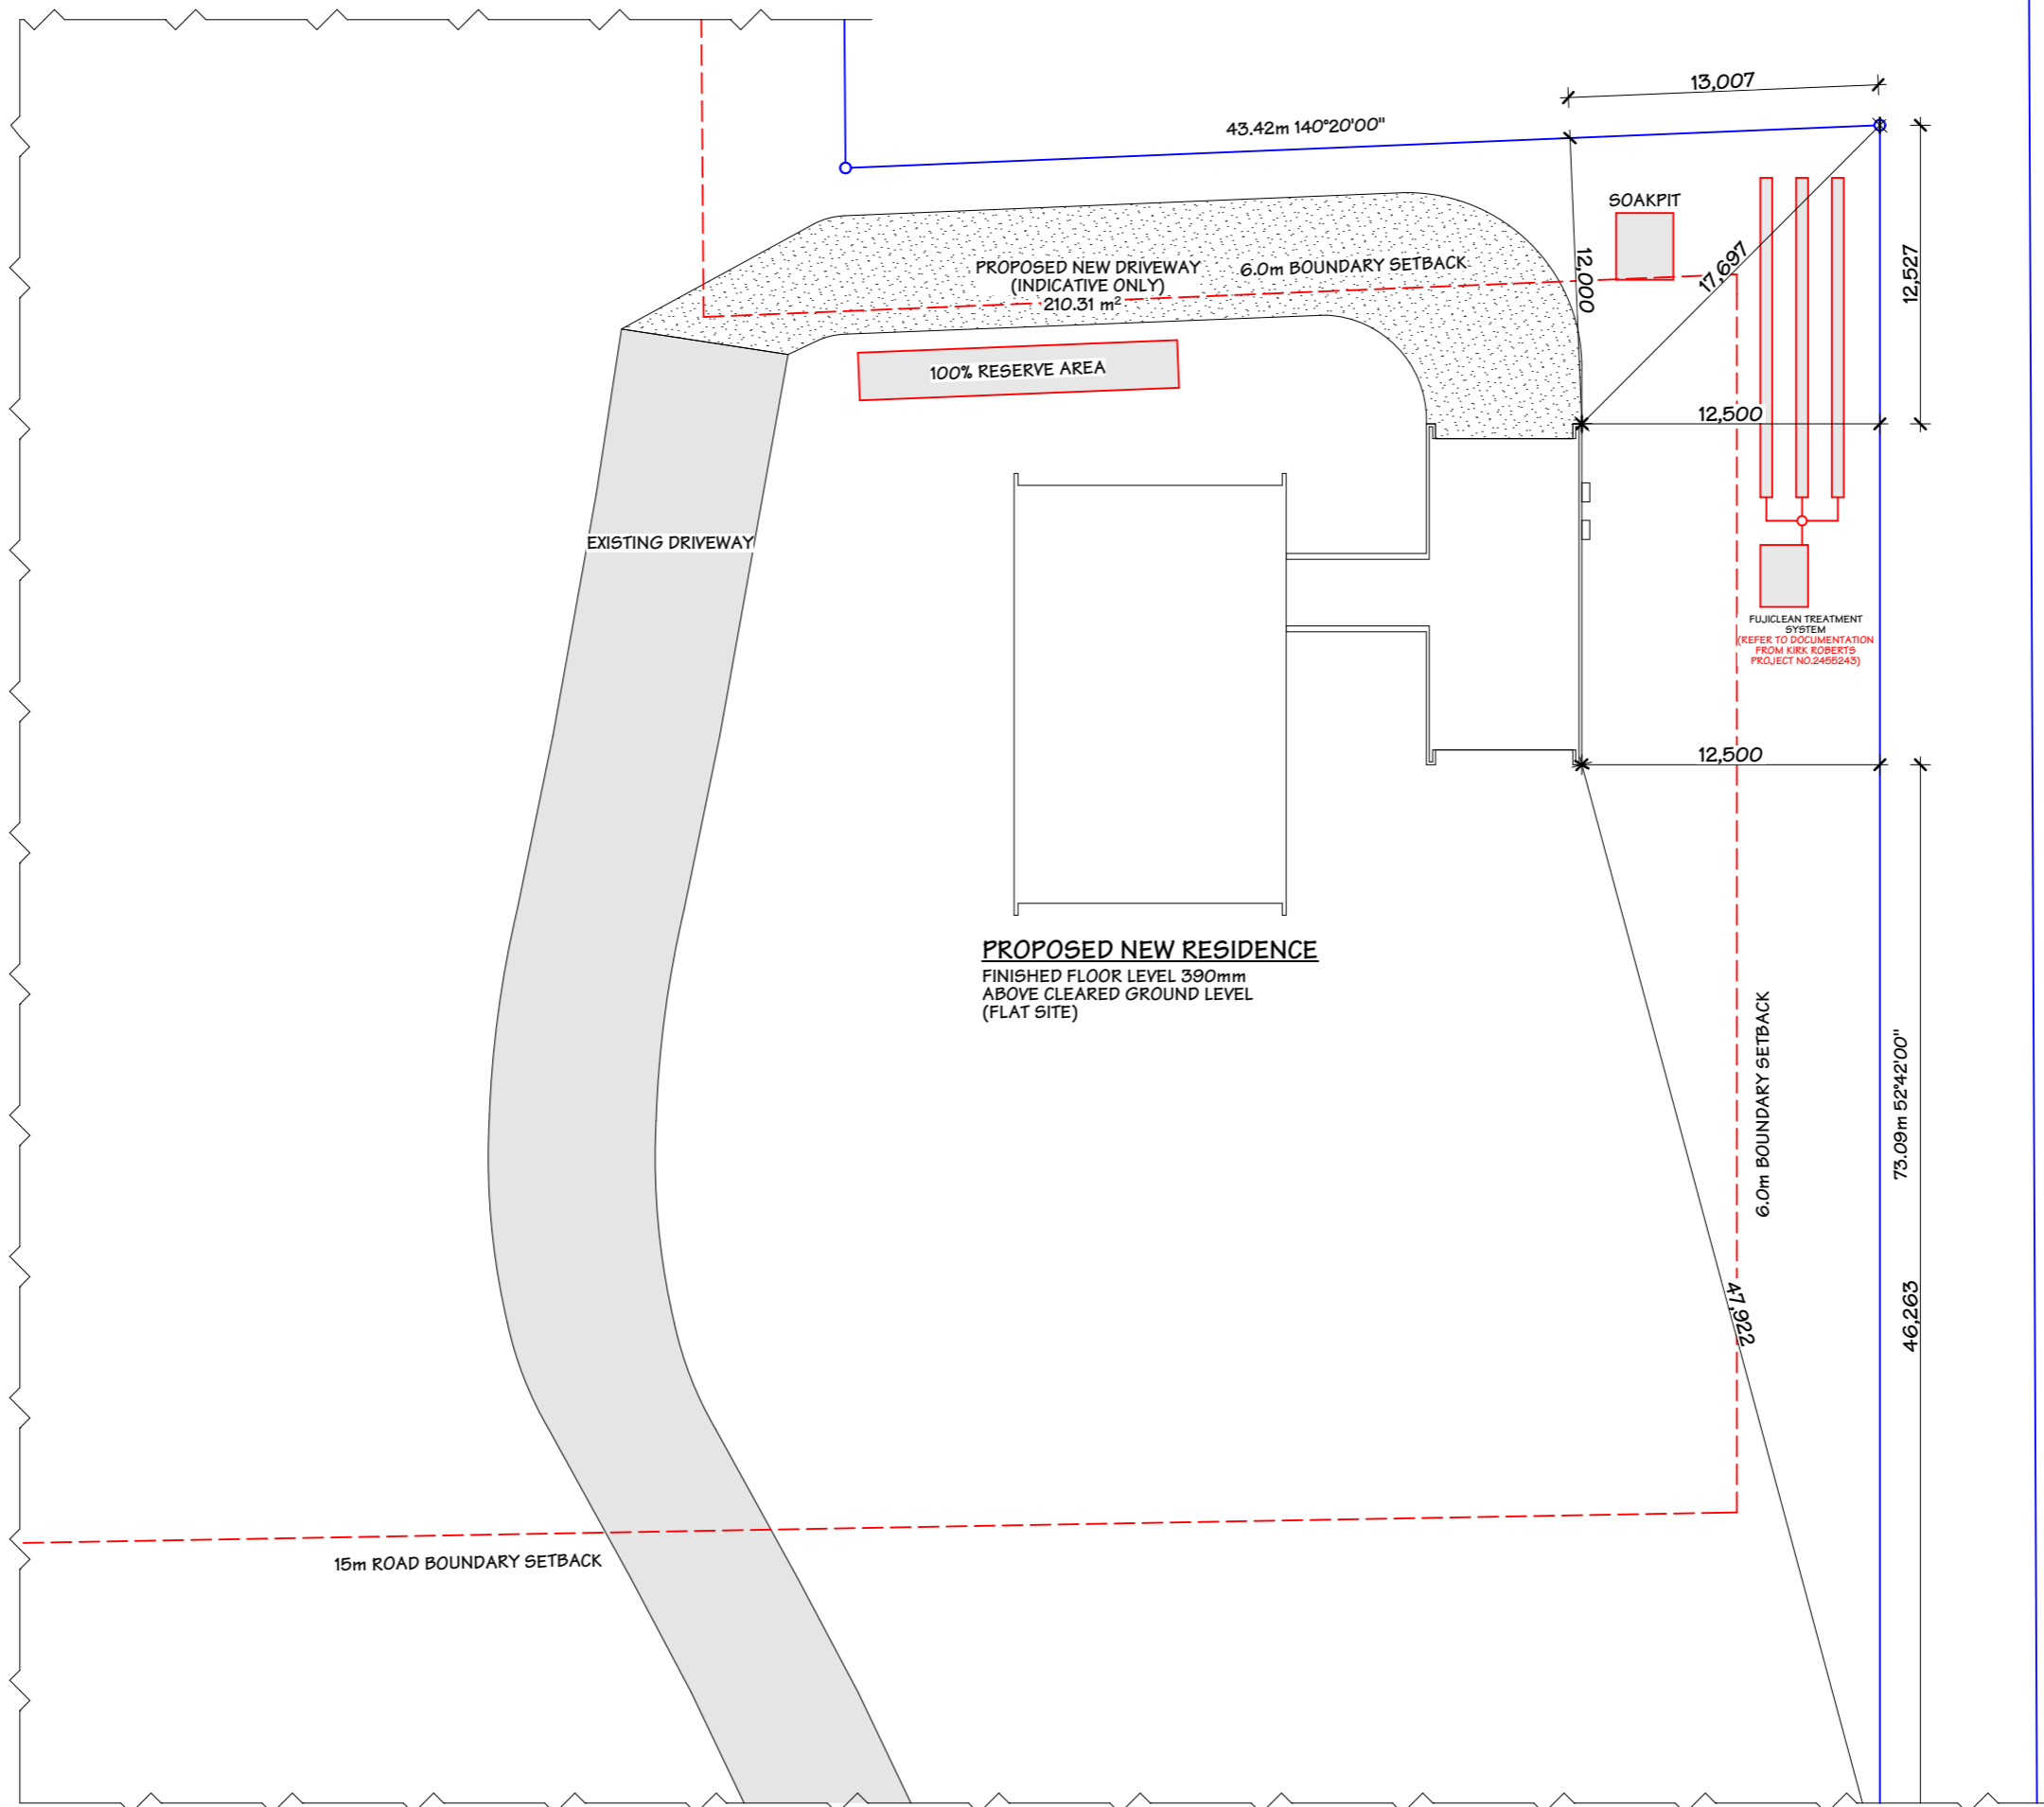 13,007
43.42m 140°20'00"
SOAKPIT
PROPOSED NEW DRIVEWAY
(INDICATIVE ONLY)
210.31 m²
6.0m BOUNDARY SETBACK
12,000
17,697
12,527
100% RESERVE AREA
12,500
EXISTING DRIVEWAY
FUJICLEAN TREATMENT
SYSTEM
(REFER TO DOCUMENTATION
FROM KIRK ROBERTS
PROJECT NO.2455243)
12,500
PROPOSED NEW RESIDENCE
FINISHED FLOOR LEVEL 390mm
ABOVE CLEARED GROUND LEVEL
(FLAT SITE)
6.0m BOUNDARY SETBACK
73.09m 52°42'00"
47,922
46,263
15m ROAD BOUNDARY SETBACK